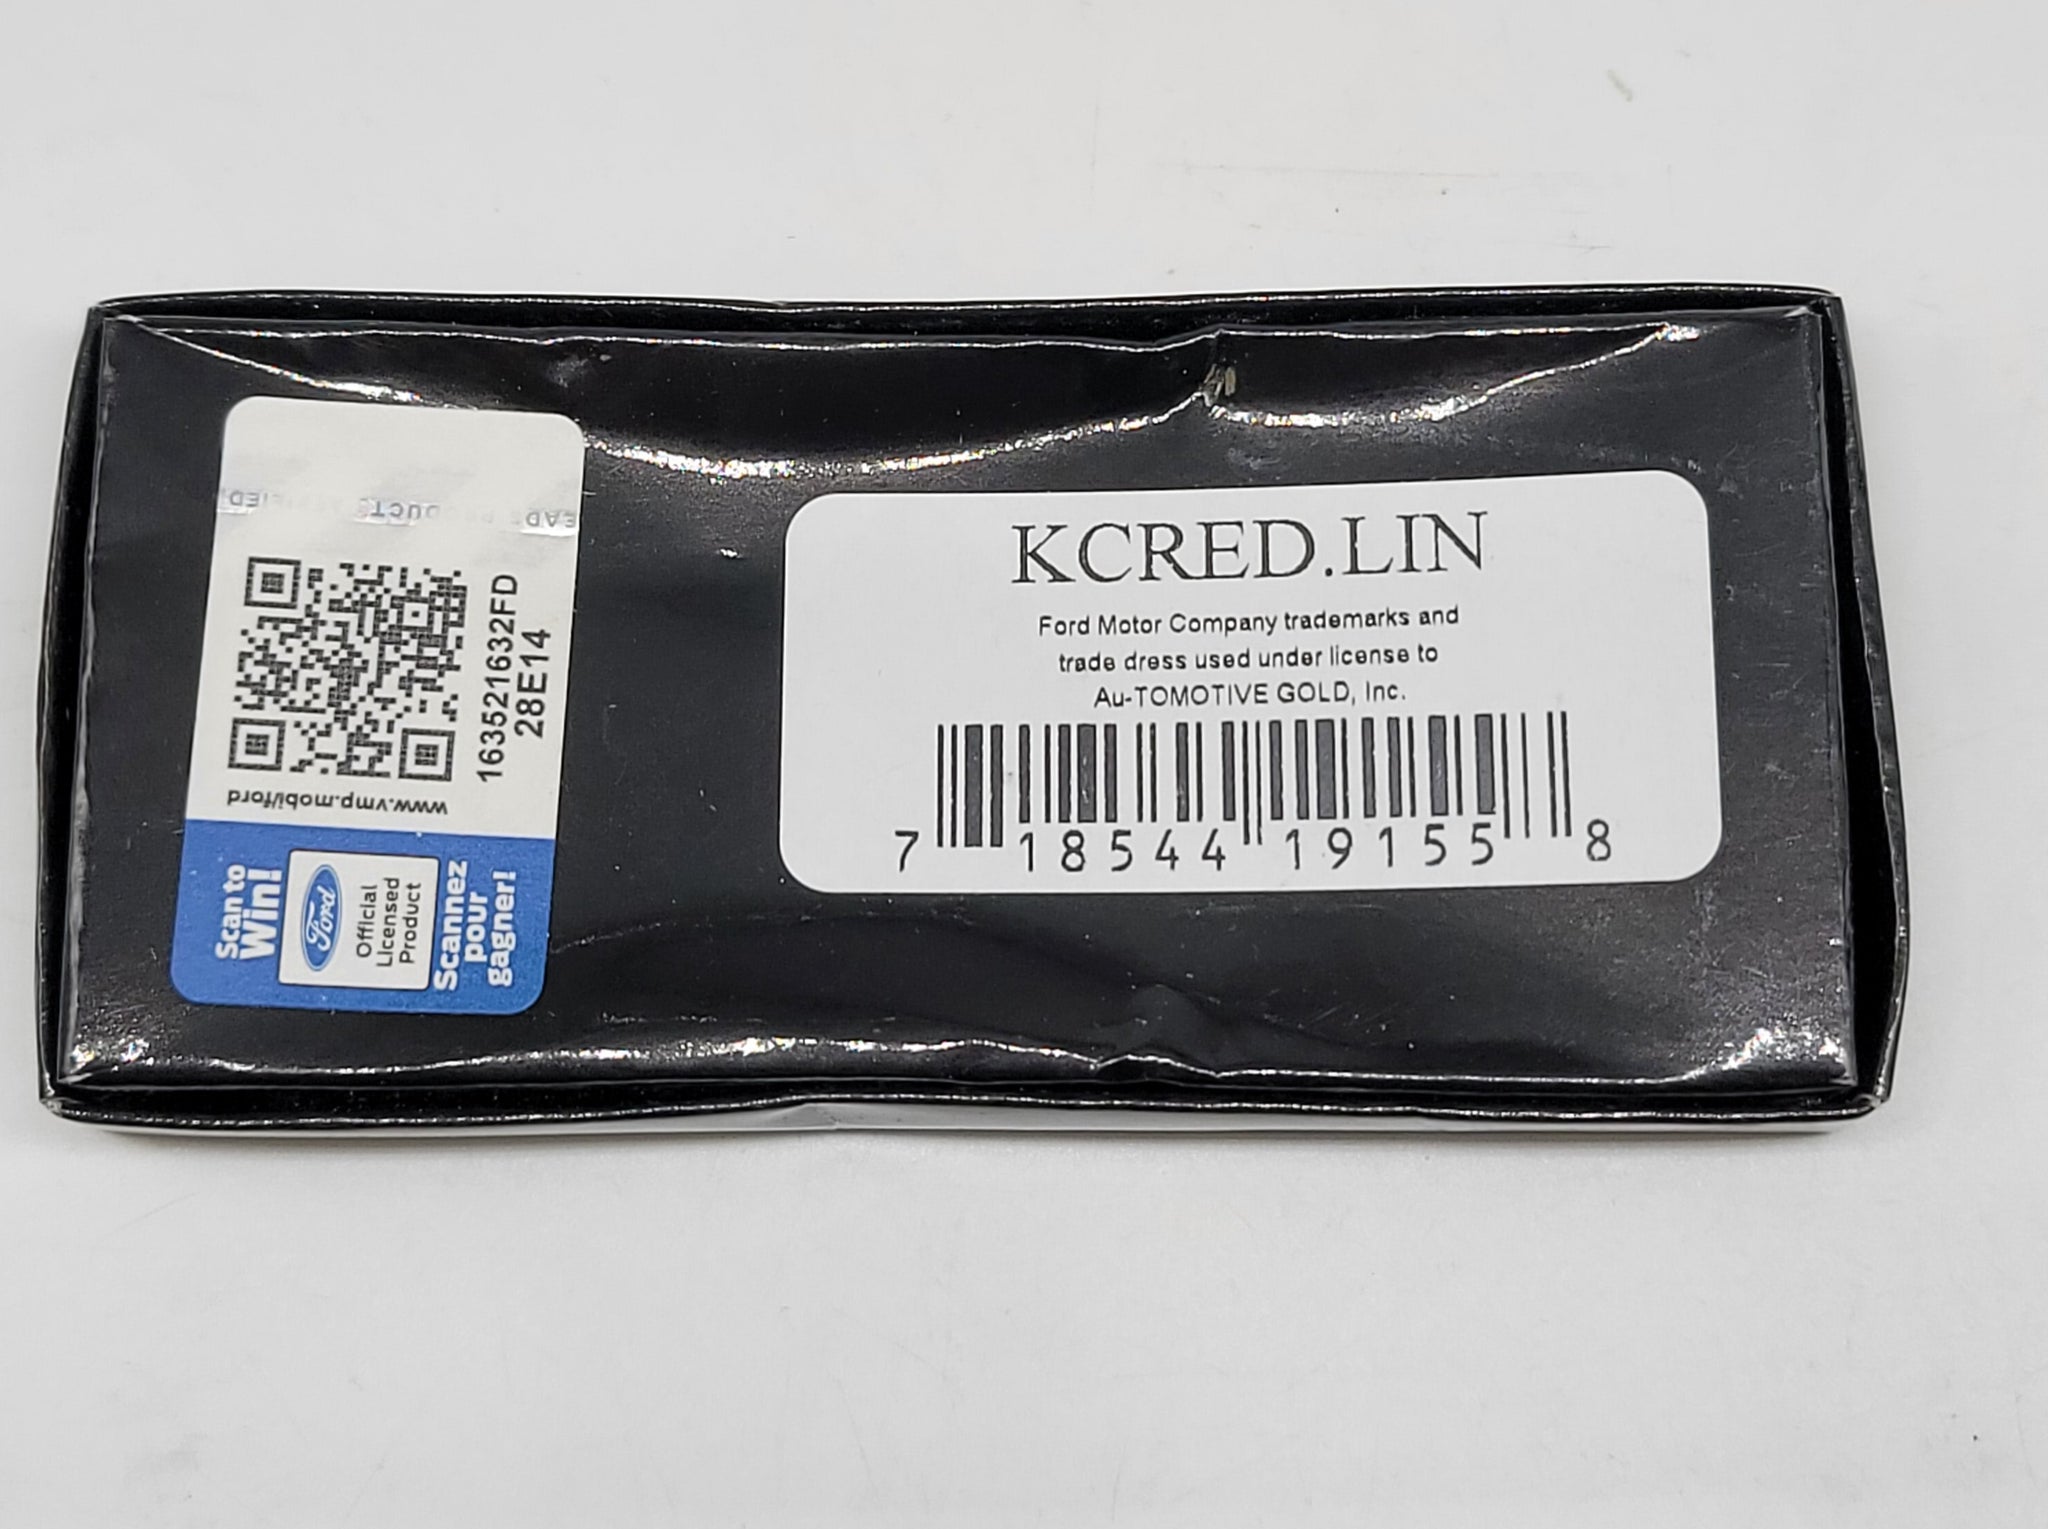 www.vmp.mobi/ford
163521632FD
28E14
Scan to
Win!
Ford
Official
Licensed
Product
Scannez
pour
gagner!
KCRED.LIN
Ford Motor Company trademarks and
trade dress used under license to
Au-TOMOTIVE GOLD, Inc.
7 18544 19155 8